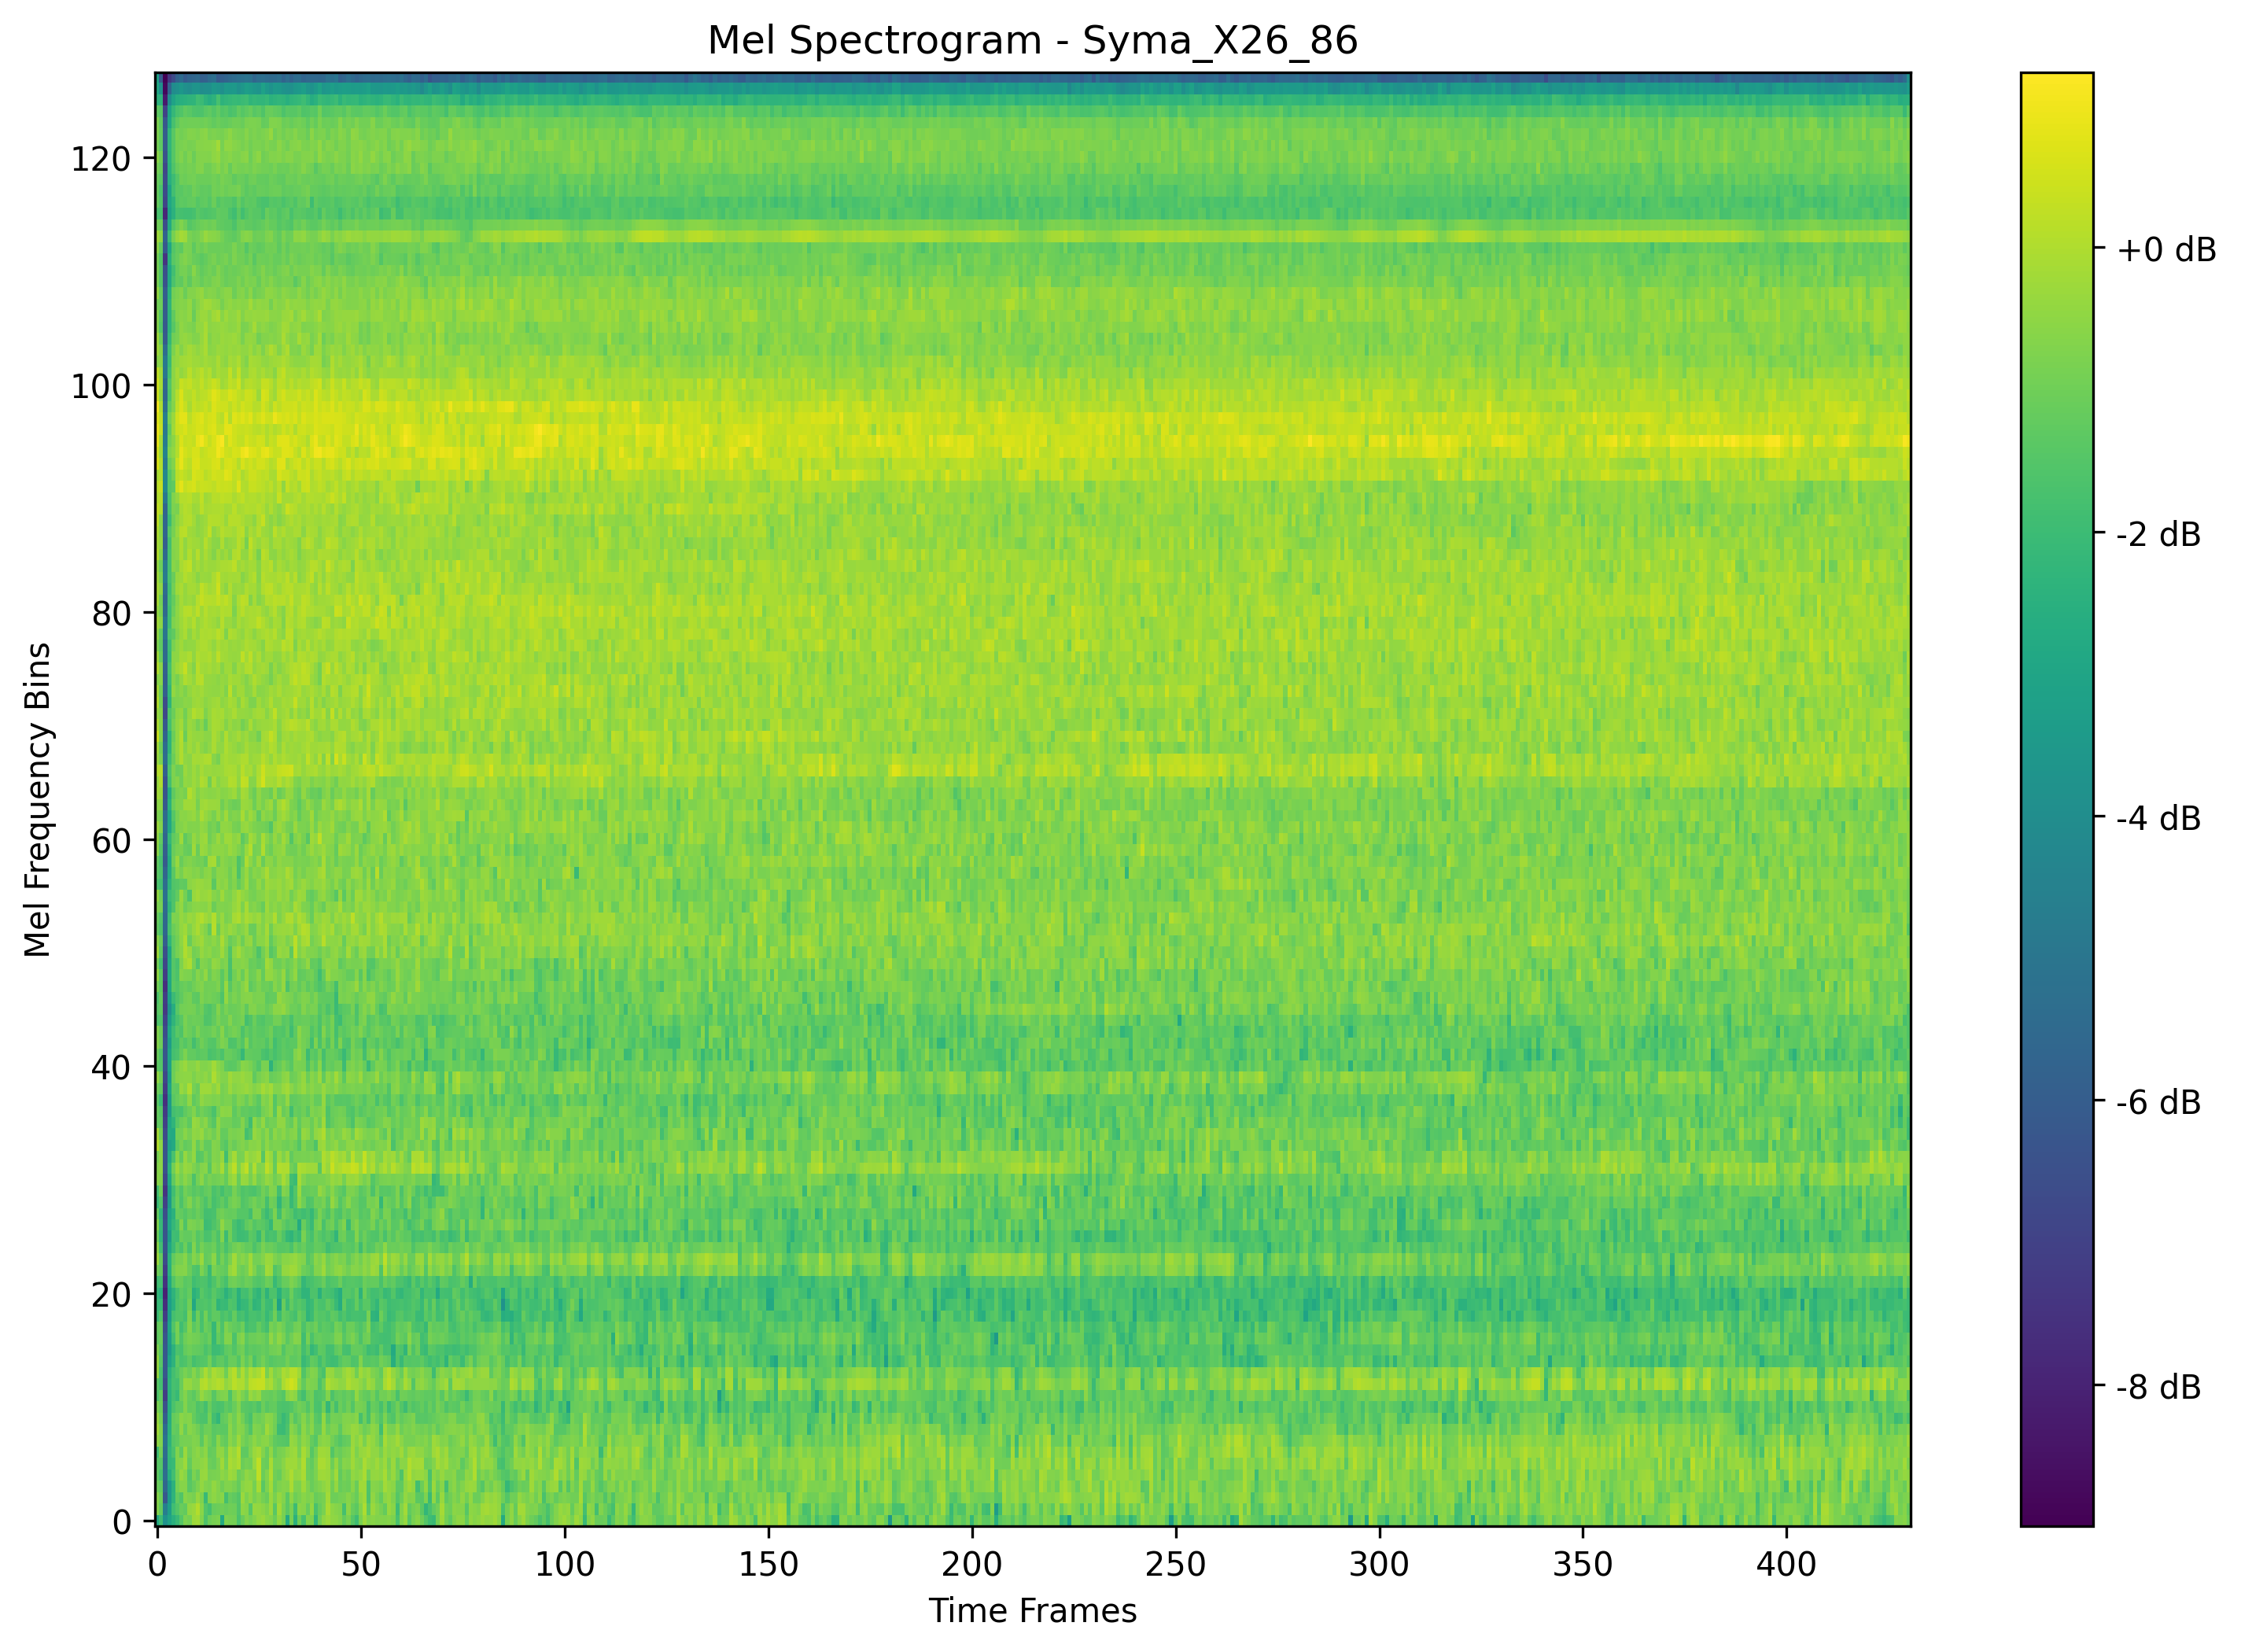 Mel Spectrogram - Syma_X26_86
Mel Frequency Bins
120
100
80
60
40
20
0
0 50 100 150 200 250 300 350 400
Time Frames
+0 dB
-2 dB
-4 dB
-6 dB
-8 dB